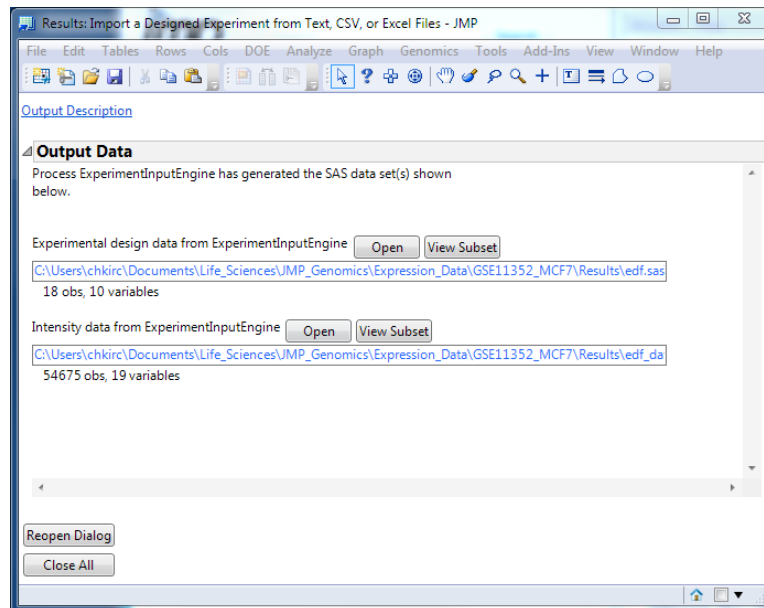 Results: Import a Designed Experiment from Text, CSV, or Excel Files - JMP
File Edit Tables Rows Cols DOE Analyze Graph Genomics Tools Add-Ins View Window Help
Output Description
Output Data
Process ExperimentInputEngine has generated the SAS data set(s) shown
below.
Experimental design data from ExperimentInputEngine Open View Subset
C:\Users\chkirc\Documents\Life_Sciences\JMP_Genomics\Expression_Data\GSE11352_MCF7\Results\edf.sas
18 obs, 10 variables
Intensity data from ExperimentInputEngine Open View Subset
C:\Users\chkirc\Documents\Life_Sciences\JMP_Genomics\Expression_Data\GSE11352_MCF7\Results\edf_da
54675 obs, 19 variables
Reopen Dialog
Close All